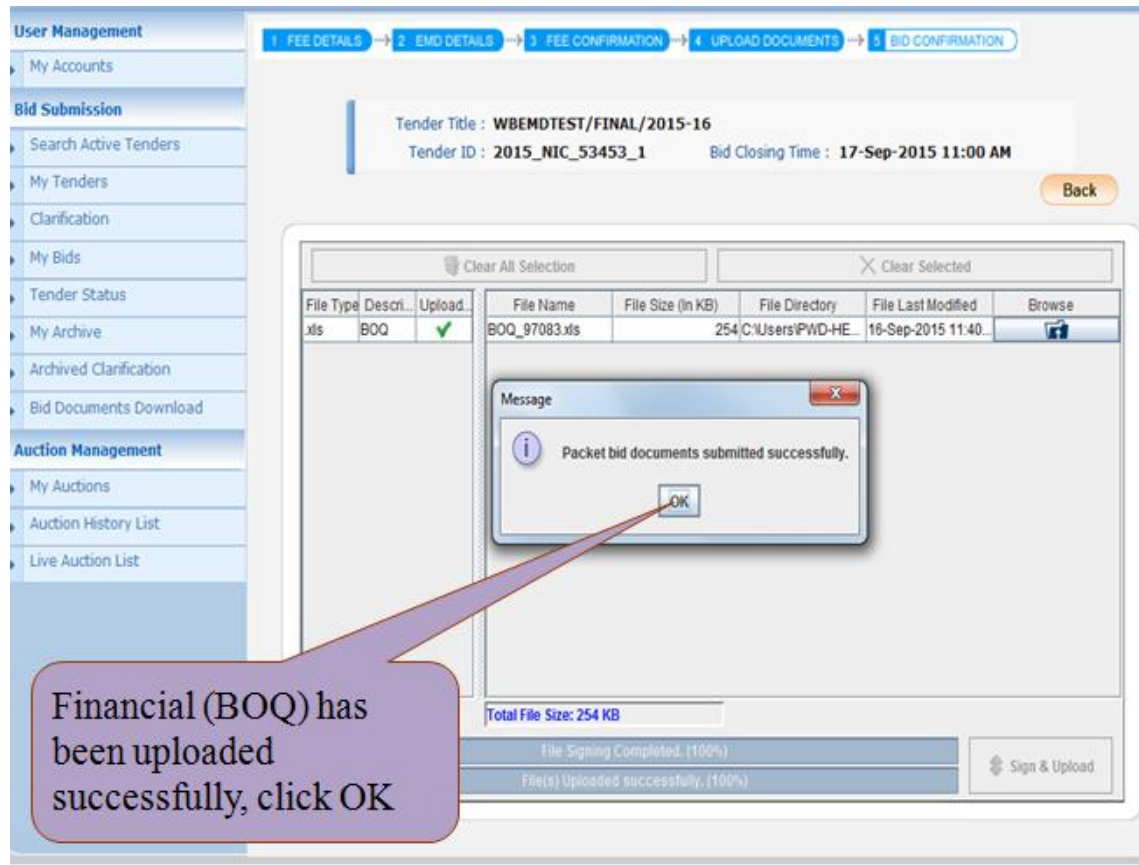 User Management
My Accounts
Bid Submission
Search Active Tenders
My Tenders
Clarification
My Bids
Tender Status
My Archive
Archived Clarification
Bid Documents Download
Auction Management
My Auctions
Auction History List
Live Auction List
1 FEE DETAILS 2 EMD DETAILS 3 FEE CONFIRMATION 4 UPLOAD DOCUMENTS 5 BID CONFIRMATION
Tender Title : WBEMDTEST/FINAL/2015-16
Tender ID : 2015_NIC_53453_1 Bid Closing Time : 17-Sep-2015 11:00 AM
Back
Clear All Selection Clear Selected
File Type Descri... Upload... File Name File Size (In KB) File Directory File Last Modified Browse
.xls BOQ BOQ_97083.xls 254 C:\Users\PWD-HE... 16-Sep-2015 11:40...
Message
Packet bid documents submitted successfully.
OK
Financial (BOQ) has
been uploaded
successfully, click OK
Total File Size: 254 KB
File Signing Completed. (100%)
File(s) Uploaded successfully. (100%)
Sign & Upload